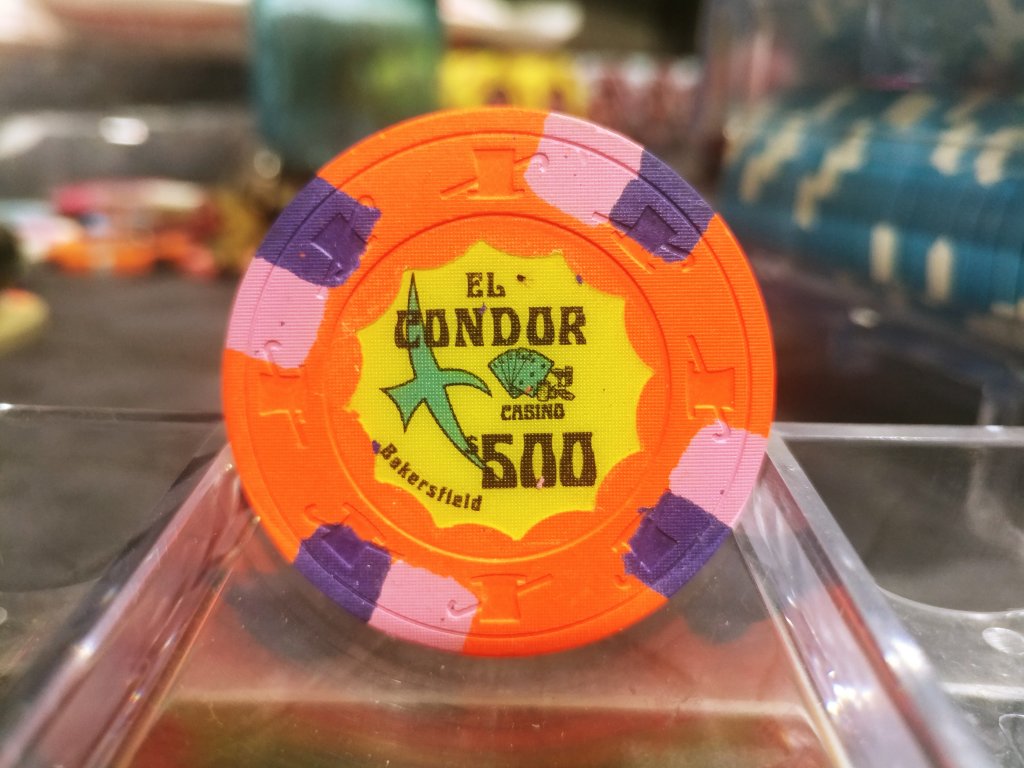 EL
CONDOR
CASINO
$500
Bakersfield